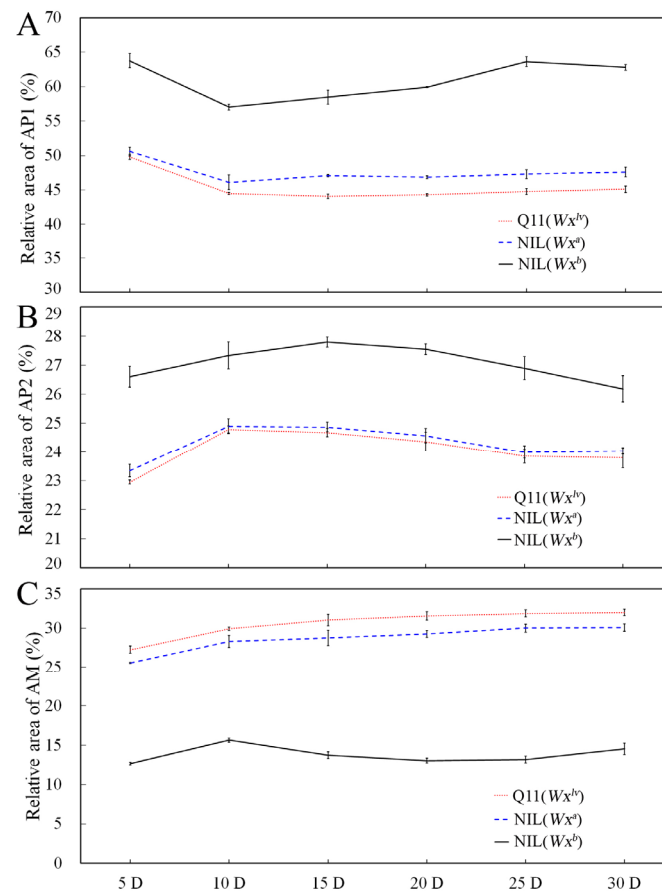 A
Relative area of AP1 (%)
70
65
60
55
50
45
40
35
30
Q11(Wxˡᵛ)
NIL(Wxᵃ)
NIL(Wxᵇ)
B
Relative area of AP2 (%)
29
28
27
26
25
24
23
22
21
20
Q11(Wxˡᵛ)
NIL(Wxᵃ)
NIL(Wxᵇ)
C
Relative area of AM (%)
35
30
25
20
15
10
5
0
Q11(Wxˡᵛ)
NIL(Wxᵃ)
NIL(Wxᵇ)
5 D 10 D 15 D 20 D 25 D 30 D